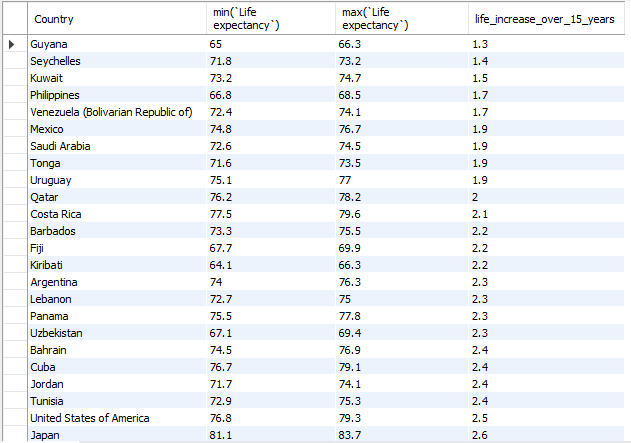 Country min(`Life expectancy`) max(`Life expectancy`) life_increase_over_15_years
Guyana 65 66.3 1.3
Seychelles 71.8 73.2 1.4
Kuwait 73.2 74.7 1.5
Philippines 66.8 68.5 1.7
Venezuela (Bolivarian Republic of) 72.4 74.1 1.7
Mexico 74.8 76.7 1.9
Saudi Arabia 72.6 74.5 1.9
Tonga 71.6 73.5 1.9
Uruguay 75.1 77 1.9
Qatar 76.2 78.2 2
Costa Rica 77.5 79.6 2.1
Barbados 73.3 75.5 2.2
Fiji 67.7 69.9 2.2
Kiribati 64.1 66.3 2.2
Argentina 74 76.3 2.3
Lebanon 72.7 75 2.3
Panama 75.5 77.8 2.3
Uzbekistan 67.1 69.4 2.3
Bahrain 74.5 76.9 2.4
Cuba 76.7 79.1 2.4
Jordan 71.7 74.1 2.4
Tunisia 72.9 75.3 2.4
United States of America 76.8 79.3 2.5
Japan 81.1 83.7 2.6